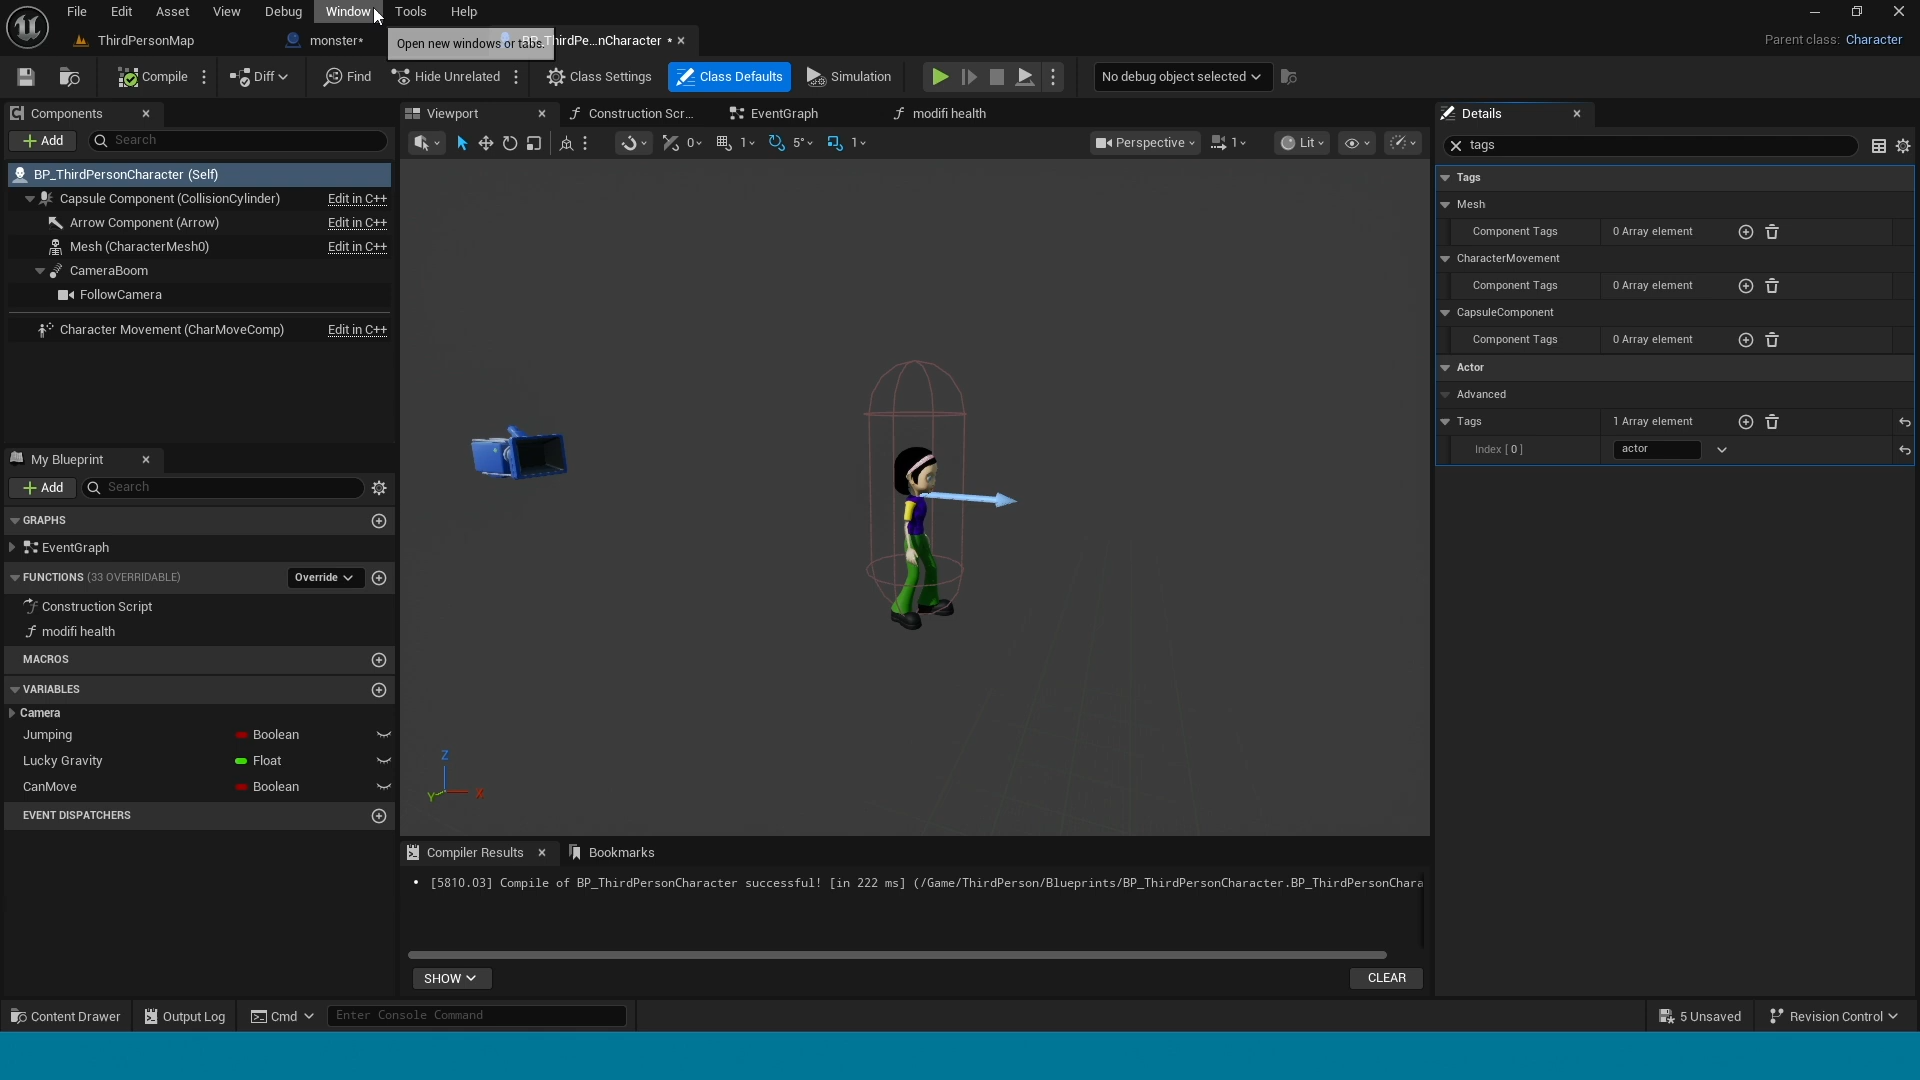 File Edit Asset View Debug Window Tools Help
ThirdPersonMap monster* BP_ThirdPe...nCharacter *
Open new windows or tabs.
Parent class: Character
Compile Diff Find Hide Unrelated Class Settings Class Defaults Simulation No debug object selected
Components
Add Search
BP_ThirdPersonCharacter (Self)
Capsule Component (CollisionCylinder) Edit in C++
Arrow Component (Arrow) Edit in C++
Mesh (CharacterMesh0) Edit in C++
CameraBoom
FollowCamera
Character Movement (CharMoveComp) Edit in C++
My Blueprint
Add Search
GRAPHS
EventGraph
FUNCTIONS (33 OVERRIDABLE) Override
Construction Script
modifi health
MACROS
VARIABLES
Camera
Jumping Boolean
Lucky Gravity Float
CanMove Boolean
EVENT DISPATCHERS
Viewport Construction Scr... EventGraph modifi health
0 1 5° 1 Perspective 1 Lit
Z
Y X
Compiler Results Bookmarks
• [5810.03] Compile of BP_ThirdPersonCharacter successful! [in 222 ms] (/Game/ThirdPerson/Blueprints/BP_ThirdPersonCharacter.BP_ThirdPersonChara
SHOW CLEAR
Details
tags
Tags
Mesh
Component Tags 0 Array element
CharacterMovement
Component Tags 0 Array element
CapsuleComponent
Component Tags 0 Array element
Actor
Advanced
Tags 1 Array element
Index [ 0 ] actor
Content Drawer Output Log Cmd Enter Console Command 5 Unsaved Revision Control